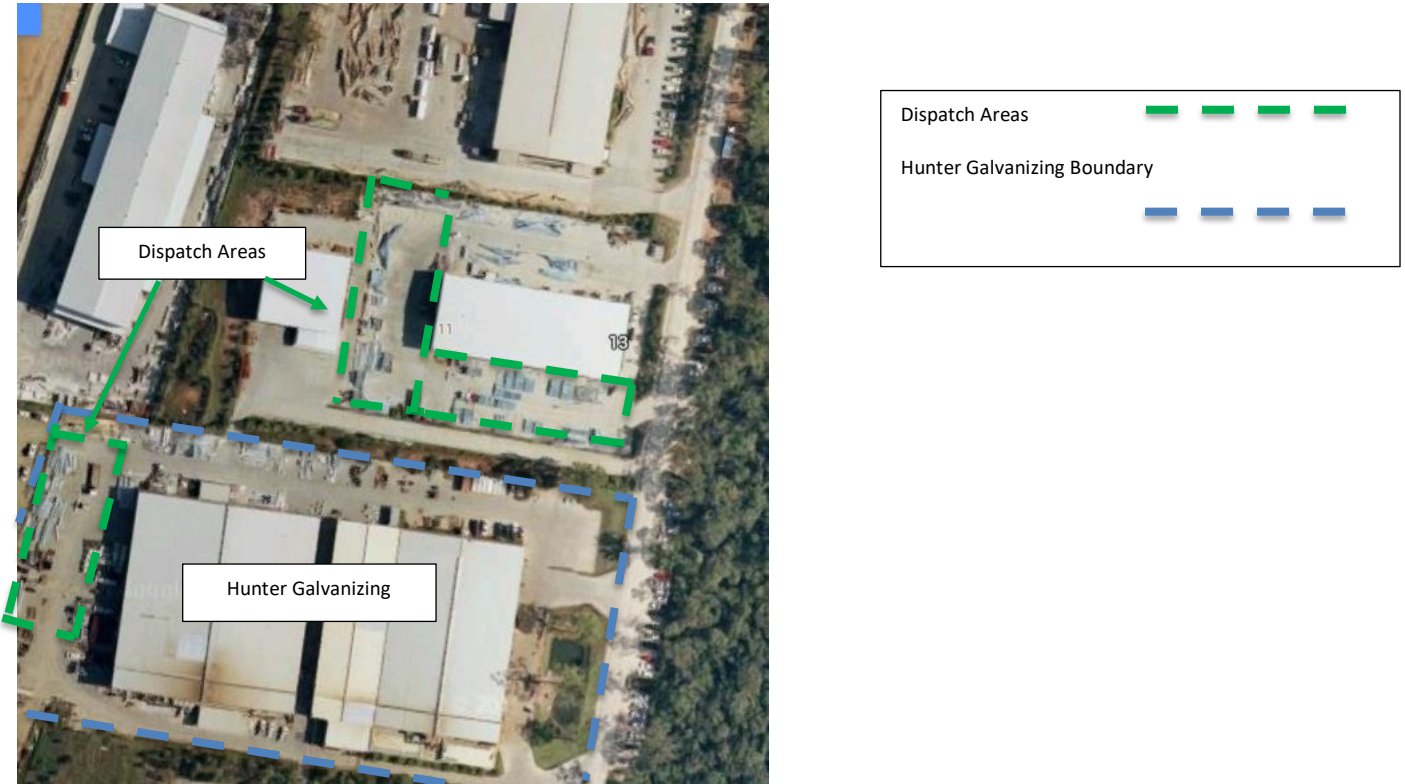 Dispatch Areas
11
13
Hunter Galvanizing
Dispatch Areas
Hunter Galvanizing Boundary